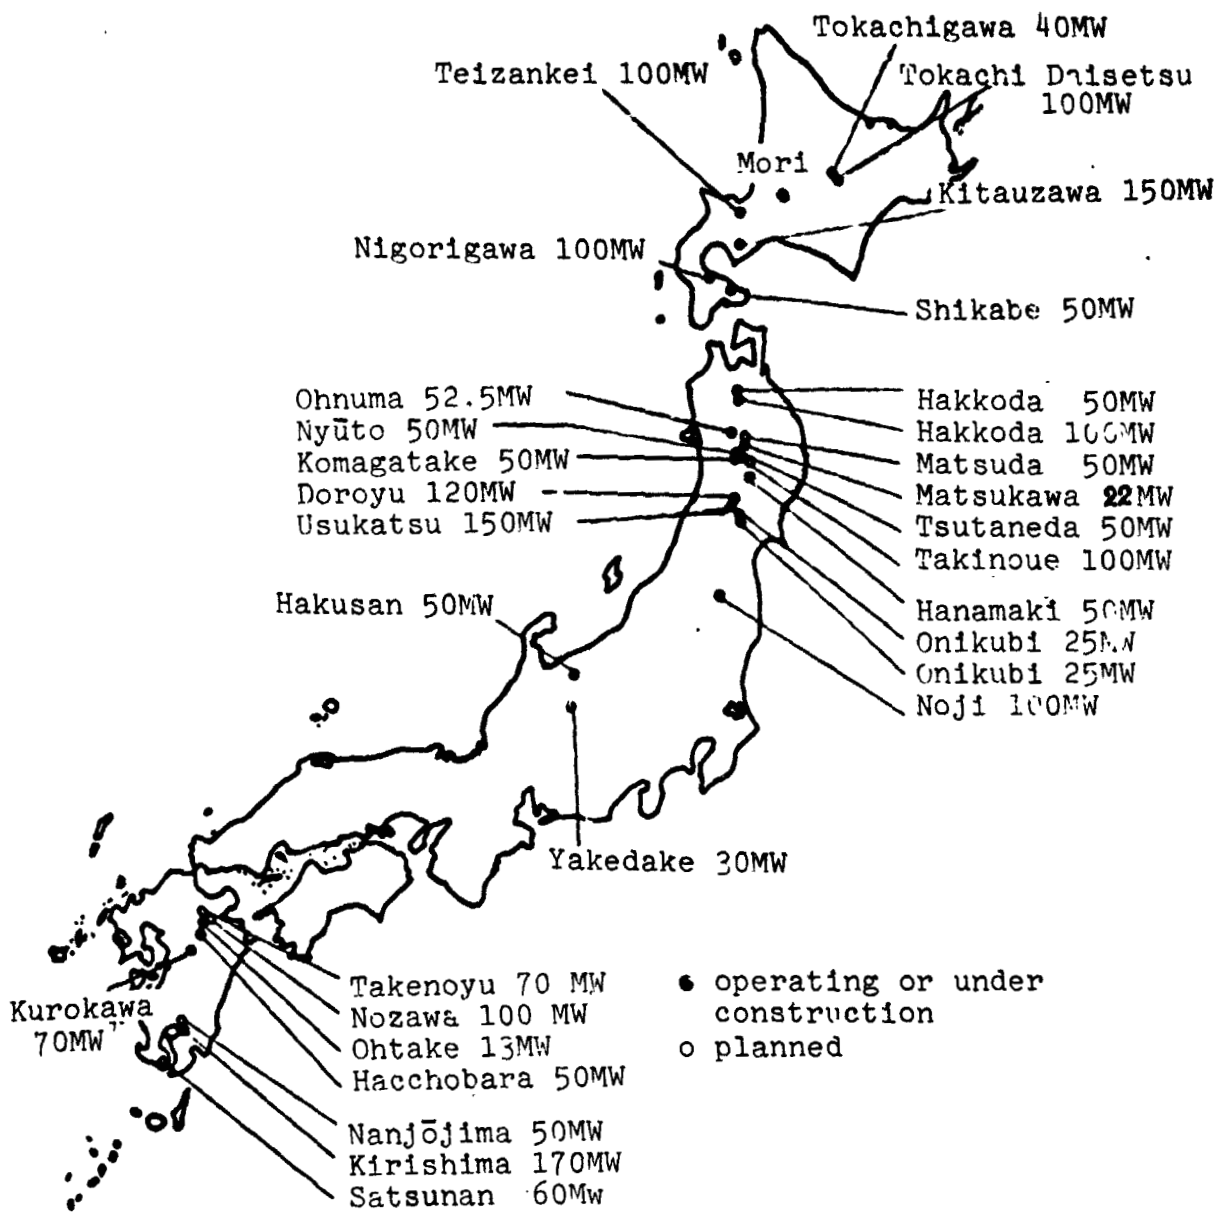 Tokachigawa 40MW
Teizankei 100MW
Tokachi Daisetsu
100MW
Mori
Kitauzawa 150MW
Nigorigawa 100MW
Shikabe 50MW
Ohnuma 52.5MW
Nyūto 50MW
Komagatake 50MW
Doroyu 120MW
Usukatsu 150MW
Hakkoda 50MW
Hakkoda 100MW
Matsuda 50MW
Matsukawa 22MW
Tsutaneda 50MW
Takinoue 100MW
Hanamaki 50MW
Onikubi 25MW
Onikubi 25MW
Noji 100MW
Hakusan 50MW
Yakedake 30MW
Kurokawa
70MW
Takenoyu 70 MW
Nozawa 100 MW
Ohtake 13MW
Hacchobara 50MW
Nanjōjima 50MW
Kirishima 170MW
Satsunan 60Mw
● operating or under
construction
o planned